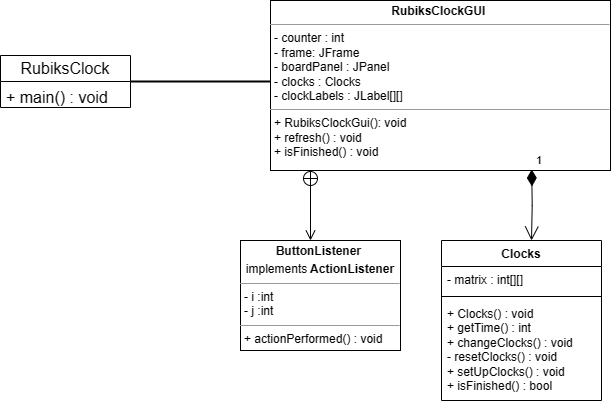 RubiksClockGUI
- counter : int
- frame: JFrame
- boardPanel : JPanel
- clocks : Clocks
- clockLabels : JLabel[][]
+ RubiksClockGui(): void
+ refresh() : void
+ isFinished() : void
1
RubiksClock
+ main() : void
ButtonListener
implements ActionListener
- i :int
- j :int
+ actionPerformed() : void
Clocks
- matrix : int[][]
+ Clocks() : void
+ getTime() : int
+ changeClocks() : void
- resetClocks() : void
+ setUpClocks() : void
+ isFinished() : bool